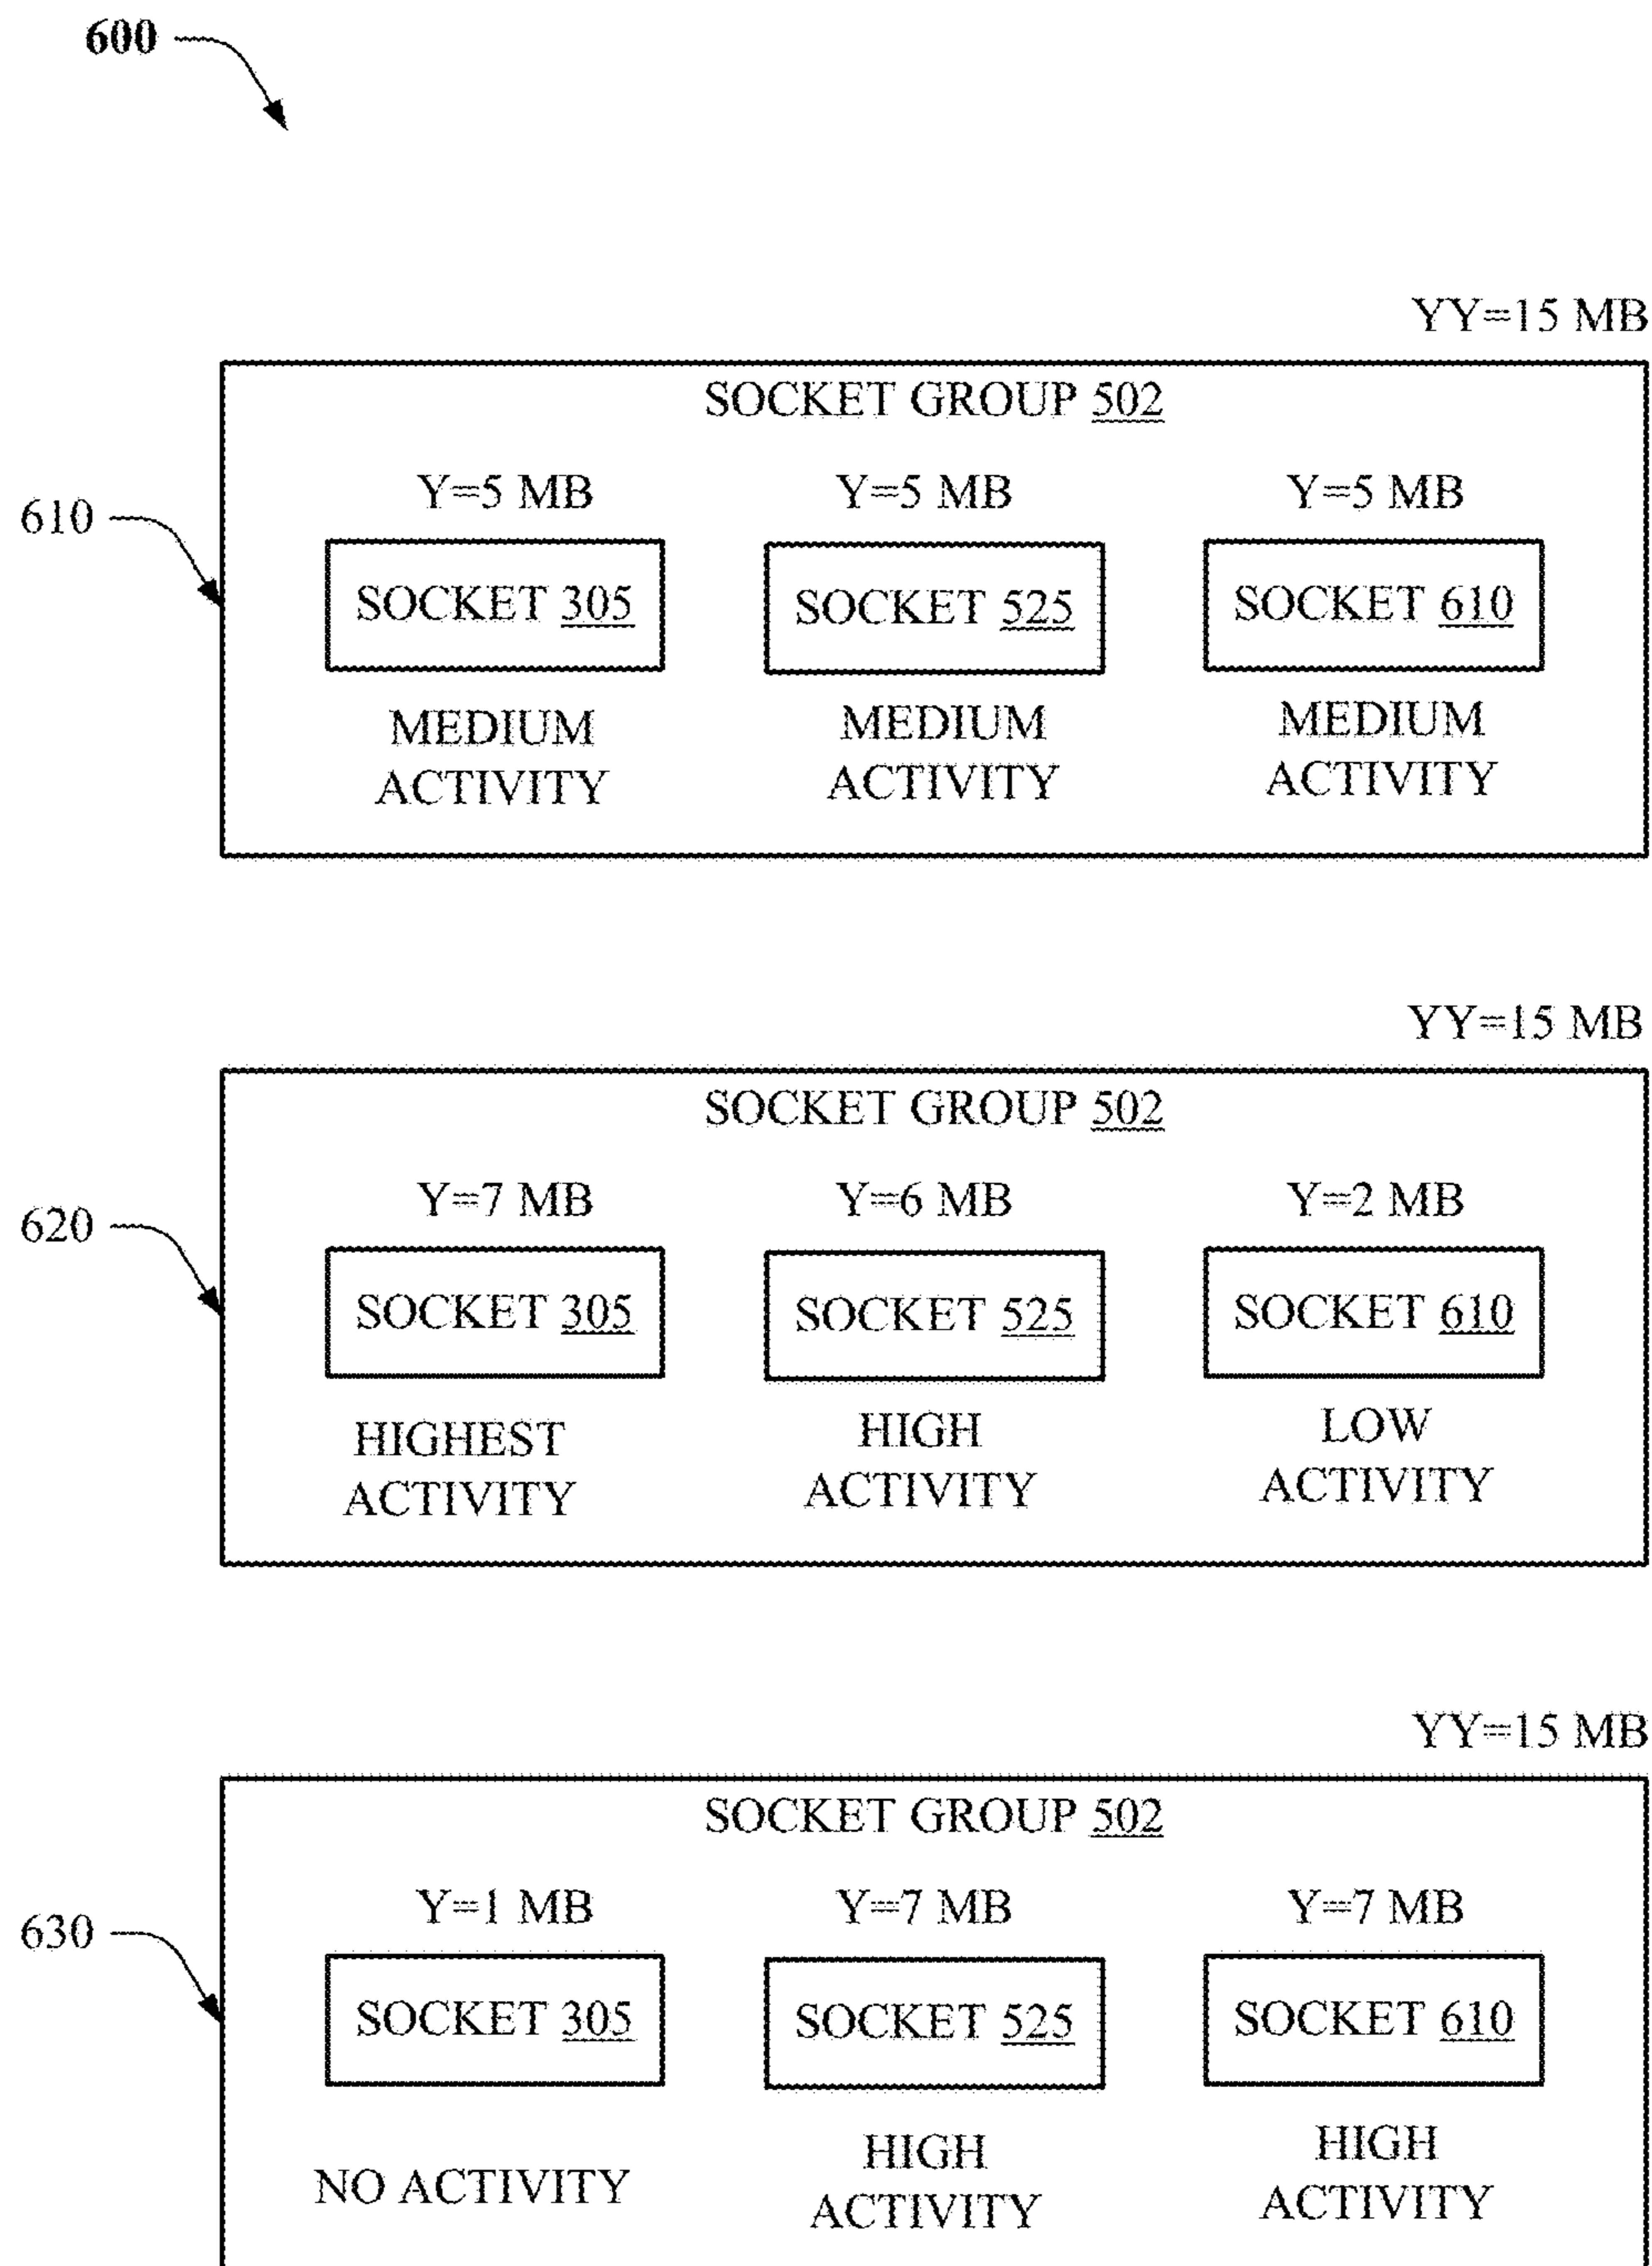 600
YY=15 MB
SOCKET GROUP 502
Y=5 MB Y=5 MB Y=5 MB
610
SOCKET 305 SOCKET 525 SOCKET 610
MEDIUM MEDIUM MEDIUM
ACTIVITY ACTIVITY ACTIVITY
YY=15 MB
SOCKET GROUP 502
Y=7 MB Y=6 MB Y=2 MB
620
SOCKET 305 SOCKET 525 SOCKET 610
HIGHEST HIGH LOW
ACTIVITY ACTIVITY ACTIVITY
YY=15 MB
SOCKET GROUP 502
Y=1 MB Y=7 MB Y=7 MB
630
SOCKET 305 SOCKET 525 SOCKET 610
NO ACTIVITY HIGH HIGH
ACTIVITY ACTIVITY